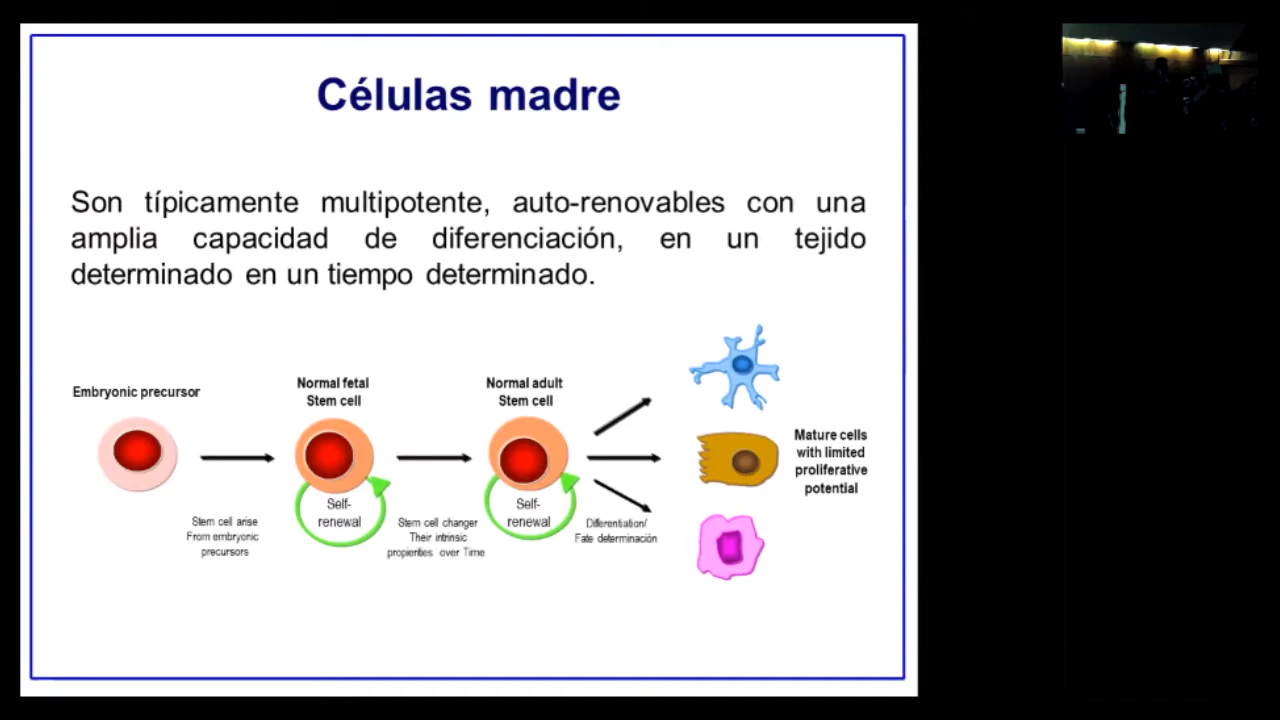 Células madre
Son típicamente multipotente, auto-renovables con una
amplia capacidad de diferenciación, en un tejido
determinado en un tiempo determinado.
Embryonic precursor
Normal fetal
Stem cell
Normal adult
Stem cell
Mature cells
with limited
proliferative
potential
Self-
renewal
Self-
renewal
Stem cell arise
From embryonic
precursors
Stem cell changer
Their intrinsic
propierities over Time
Differentiation/
Fate determinación